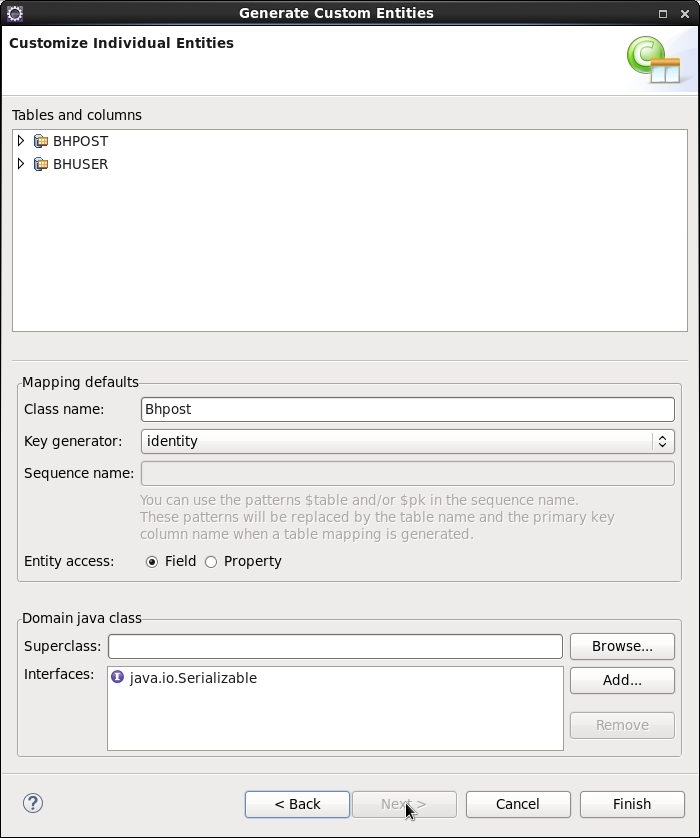 Generate Custom Entities
Customize Individual Entities
Tables and columns
BHPOST
BHUSER
Mapping defaults
Class name: Bhpost
Key generator: identity
Sequence name:
You can use the patterns $table and/or $pk in the sequence name.
These patterns will be replaced by the table name and the primary key
column name when a table mapping is generated.
Entity access: Field Property
Domain java class
Superclass: Browse...
Interfaces: java.io.Serializable Add...
Remove
? < Back Next > Cancel Finish